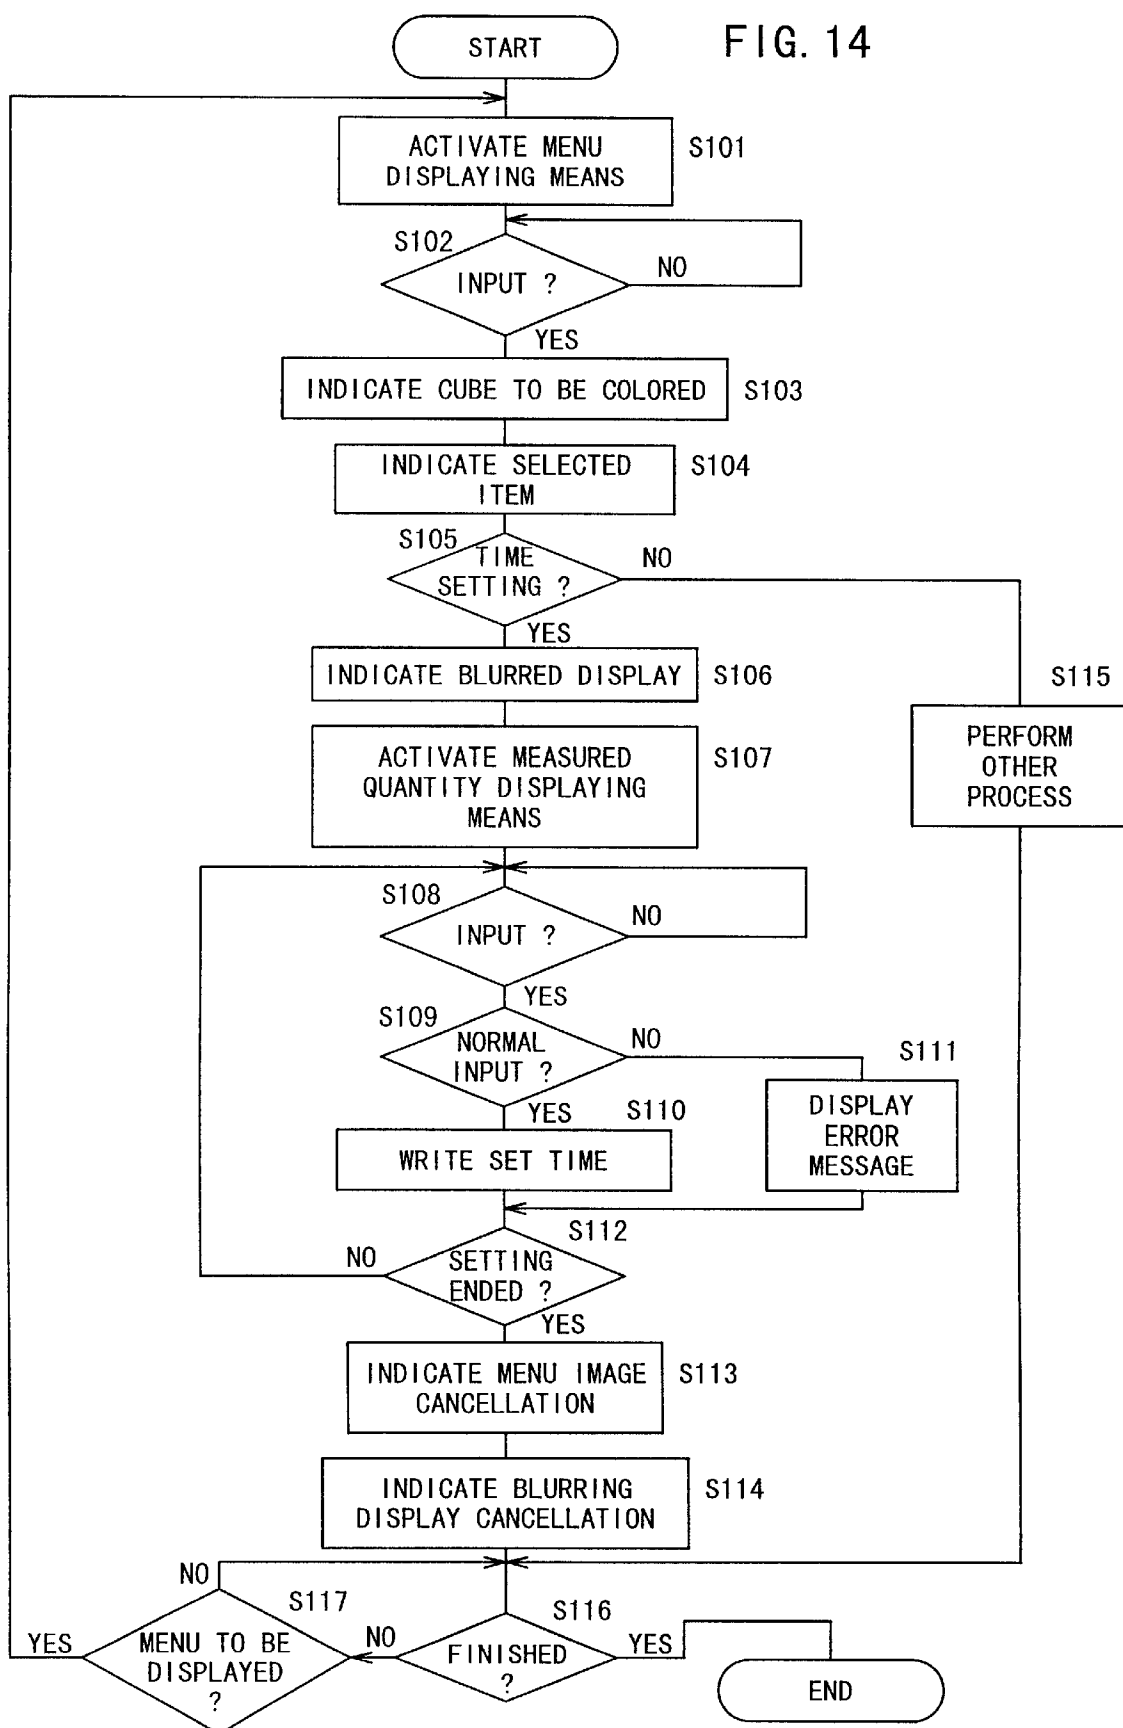 START
FIG. 14
ACTIVATE MENU
DISPLAYING MEANS
S101
S102
INPUT ?
NO
YES
INDICATE CUBE TO BE COLORED
S103
INDICATE SELECTED
ITEM
S104
S105
TIME
SETTING ?
NO
YES
INDICATE BLURRED DISPLAY
S106
S115
PERFORM
OTHER
PROCESS
ACTIVATE MEASURED
QUANTITY DISPLAYING
MEANS
S107
S108
INPUT ?
NO
YES
S109
NORMAL
INPUT ?
NO
YES
S111
DISPLAY
ERROR
MESSAGE
S110
WRITE SET TIME
S112
SETTING
ENDED ?
NO
YES
INDICATE MENU IMAGE
CANCELLATION
S113
INDICATE BLURRING
DISPLAY CANCELLATION
S114
NO
S117
YES
MENU TO BE
DISPLAYED
?
NO
S116
FINISHED
?
YES
END